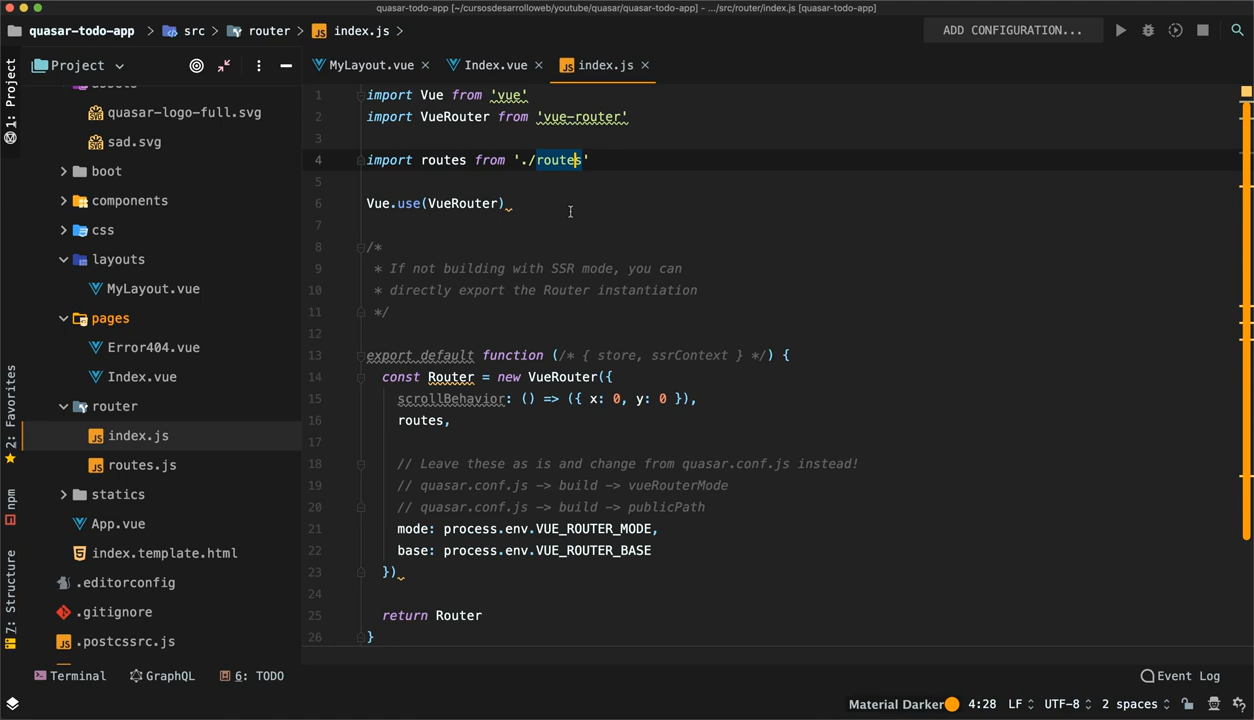 quasar-todo-app [~/cursosdesarrolloweb/youtube/quasar/quasar-todo-app] - .../src/router/index.js [quasar-todo-app]
quasar-todo-app src router index.js
ADD CONFIGURATION...
1: Project
Project
MyLayout.vue
Index.vue
index.js
assets
quasar-logo-full.svg
sad.svg
boot
components
css
layouts
MyLayout.vue
pages
Error404.vue
Index.vue
router
index.js
routes.js
statics
App.vue
index.template.html
.editorconfig
.gitignore
.postcssrc.js
2: Favorites
npm
7: Structure
1 import Vue from 'vue'
2 import VueRouter from 'vue-router'
3
4 import routes from './routes'
5
6 Vue.use(VueRouter)
7
8 /*
9 * If not building with SSR mode, you can
10 * directly export the Router instantiation
11 */
12
13 export default function (/* { store, ssrContext } */) {
14 const Router = new VueRouter({
15 scrollBehavior: () => ({ x: 0, y: 0 }),
16 routes,
17
18 // Leave these as is and change from quasar.conf.js instead!
19 // quasar.conf.js -> build -> vueRouterMode
20 // quasar.conf.js -> build -> publicPath
21 mode: process.env.VUE_ROUTER_MODE,
22 base: process.env.VUE_ROUTER_BASE
23 })
24
25 return Router
26 }
Terminal
GraphQL
6: TODO
Event Log
Material Darker 4:28 LF UTF-8 2 spaces